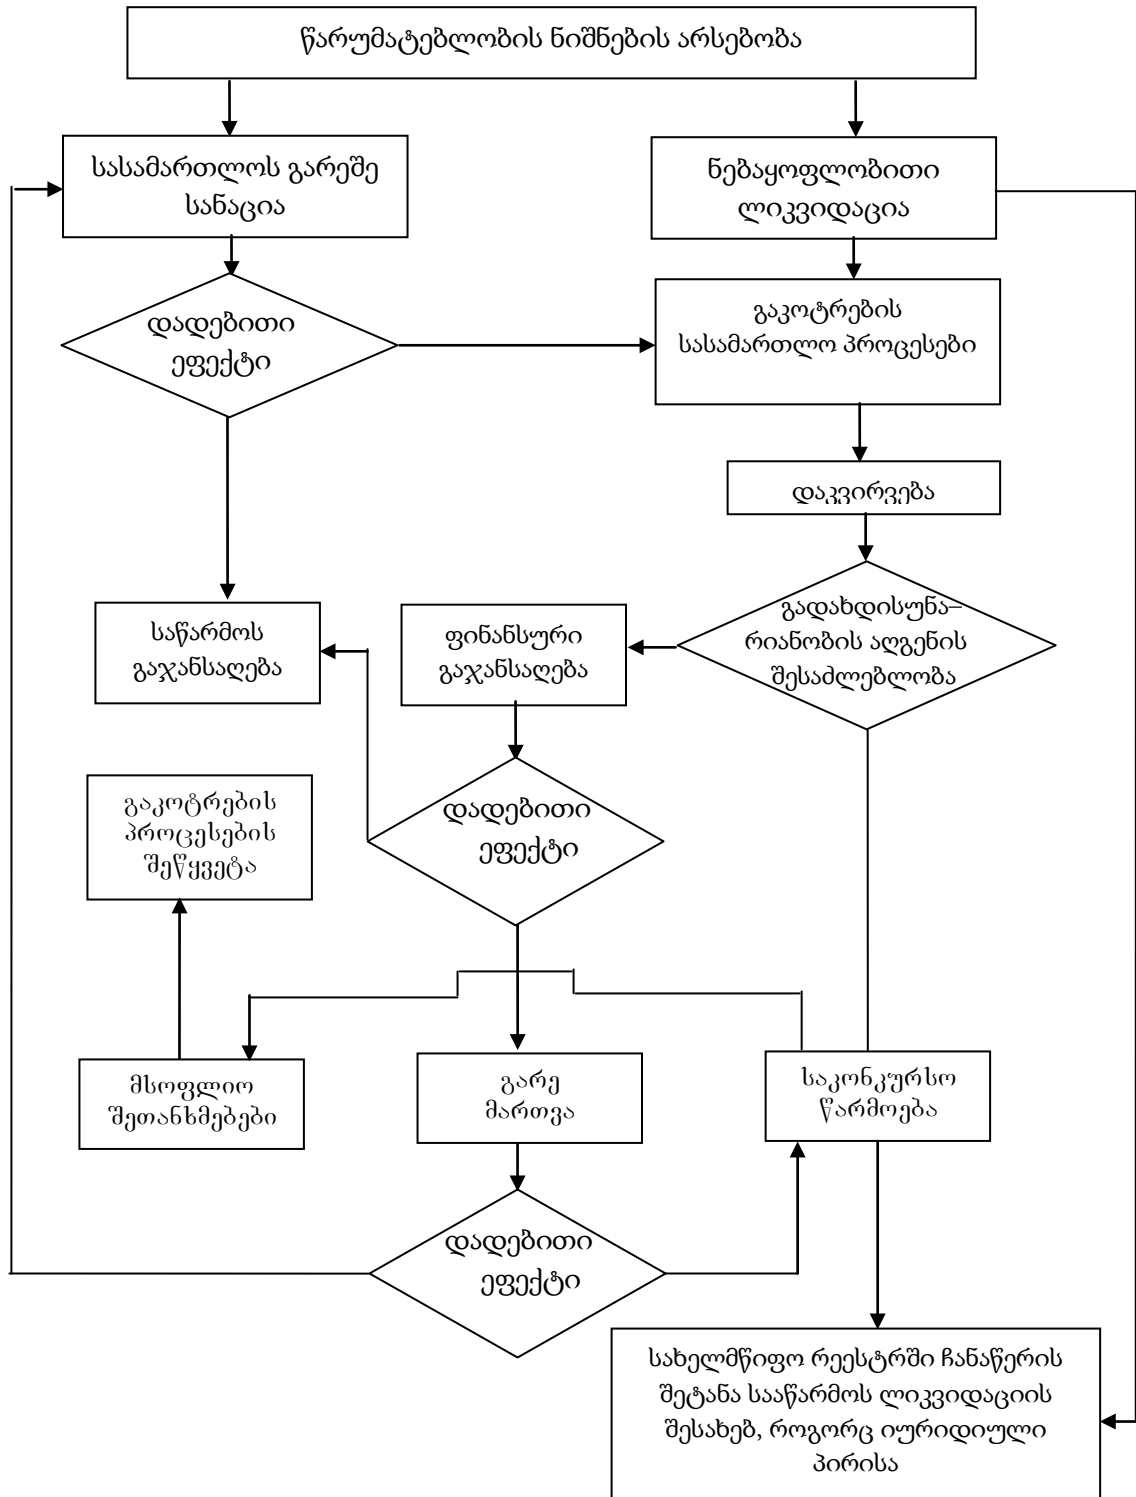 წარუმატებლობის ნიშნების არსებობა
სასამართლოს გარეშე
სანაცია
ნებაყოფლობითი
ლიკვიდაცია
დადებითი
ეფექტი
გაკოტრების
სასამართლო პროცესები
დაკვირვება
გადახდისუნა–
რიანობის აღგენის
შესაძლებლობა
საწარმოს
გაჯანსაღება
ფინანსური
გაჯანსაღება
გაკოტრების
პროცესების
შეწყვეტა
დადებითი
ეფექტი
მსოფლიო
შეთანხმებები
გარე
მართვა
საკონკურსო
წარმოება
დადებითი
ეფექტი
სახელმწიფო რეესტრში ჩანაწერის
შეტანა სააწარმოს ლიკვიდაციის
შესახებ, როგორც იურიდიული
პირისა